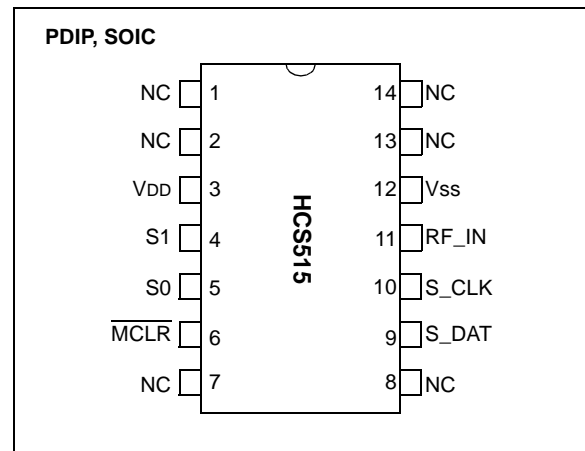 PDIP, SOIC
NC 1 14 NC
NC 2 13 NC
VDD 3 12 Vss
S1 4 11 RF_IN
S0 5 10 S_CLK
MCLR 6 9 S_DAT
NC 7 8 NC
HCS515